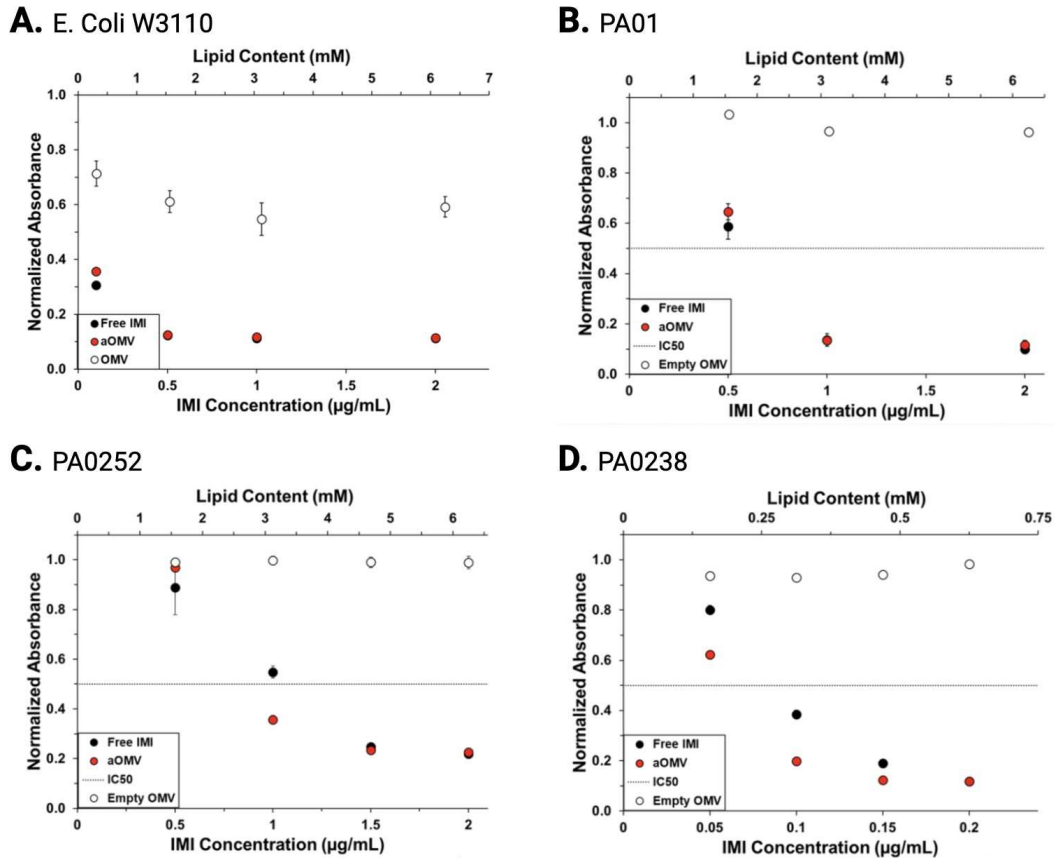 A. E. Coli W3110
Lipid Content (mM)
0 1 2 3 4 5 6 7
Normalized Absorbance
1.0
0.8
0.6
0.4
0.2
0.0
Free IMI
aOMV
OMV
0 0.5 1 1.5 2
IMI Concentration (µg/mL)
B. PA01
Lipid Content (mM)
0 1 2 3 4 5 6
Normalized Absorbance
1.0
0.8
0.6
0.4
0.2
0.0
Free IMI
aOMV
IC50
Empty OMV
0 0.5 1 1.5 2
IMI Concentration (µg/mL)
C. PA0252
Lipid Content (mM)
0 1 2 3 4 5 6
Normalized Absorbance
1.0
0.8
0.6
0.4
0.2
0.0
Free IMI
aOMV
IC50
Empty OMV
0 0.5 1 1.5 2
IMI Concentration (µg/mL)
D. PA0238
Lipid Content (mM)
0 0.25 0.5 0.75
Normalized Absorbance
1.0
0.8
0.6
0.4
0.2
0.0
Free IMI
aOMV
IC50
Empty OMV
0 0.05 0.1 0.15 0.2
IMI Concentration (µg/mL)